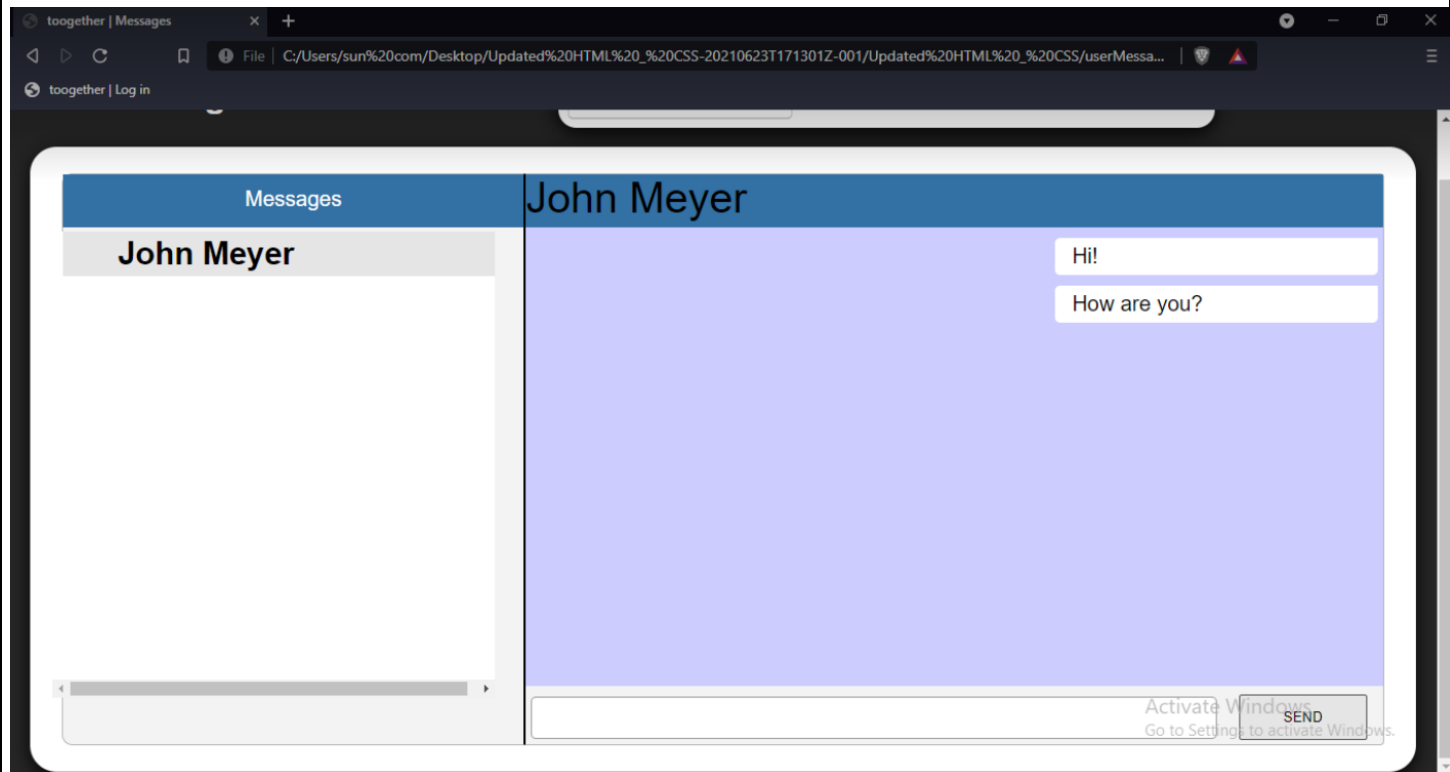 toogether | Messages
File
C:/Users/sun%20com/Desktop/Updated%20HTML%20_%20CSS-20210623T171301Z-001/Updated%20HTML%20_%20CSS/userMessa...
toogether | Log in
Messages
John Meyer
John Meyer
Hi!
How are you?
Activate Windows
Go to Settings to activate Windows.
SEND